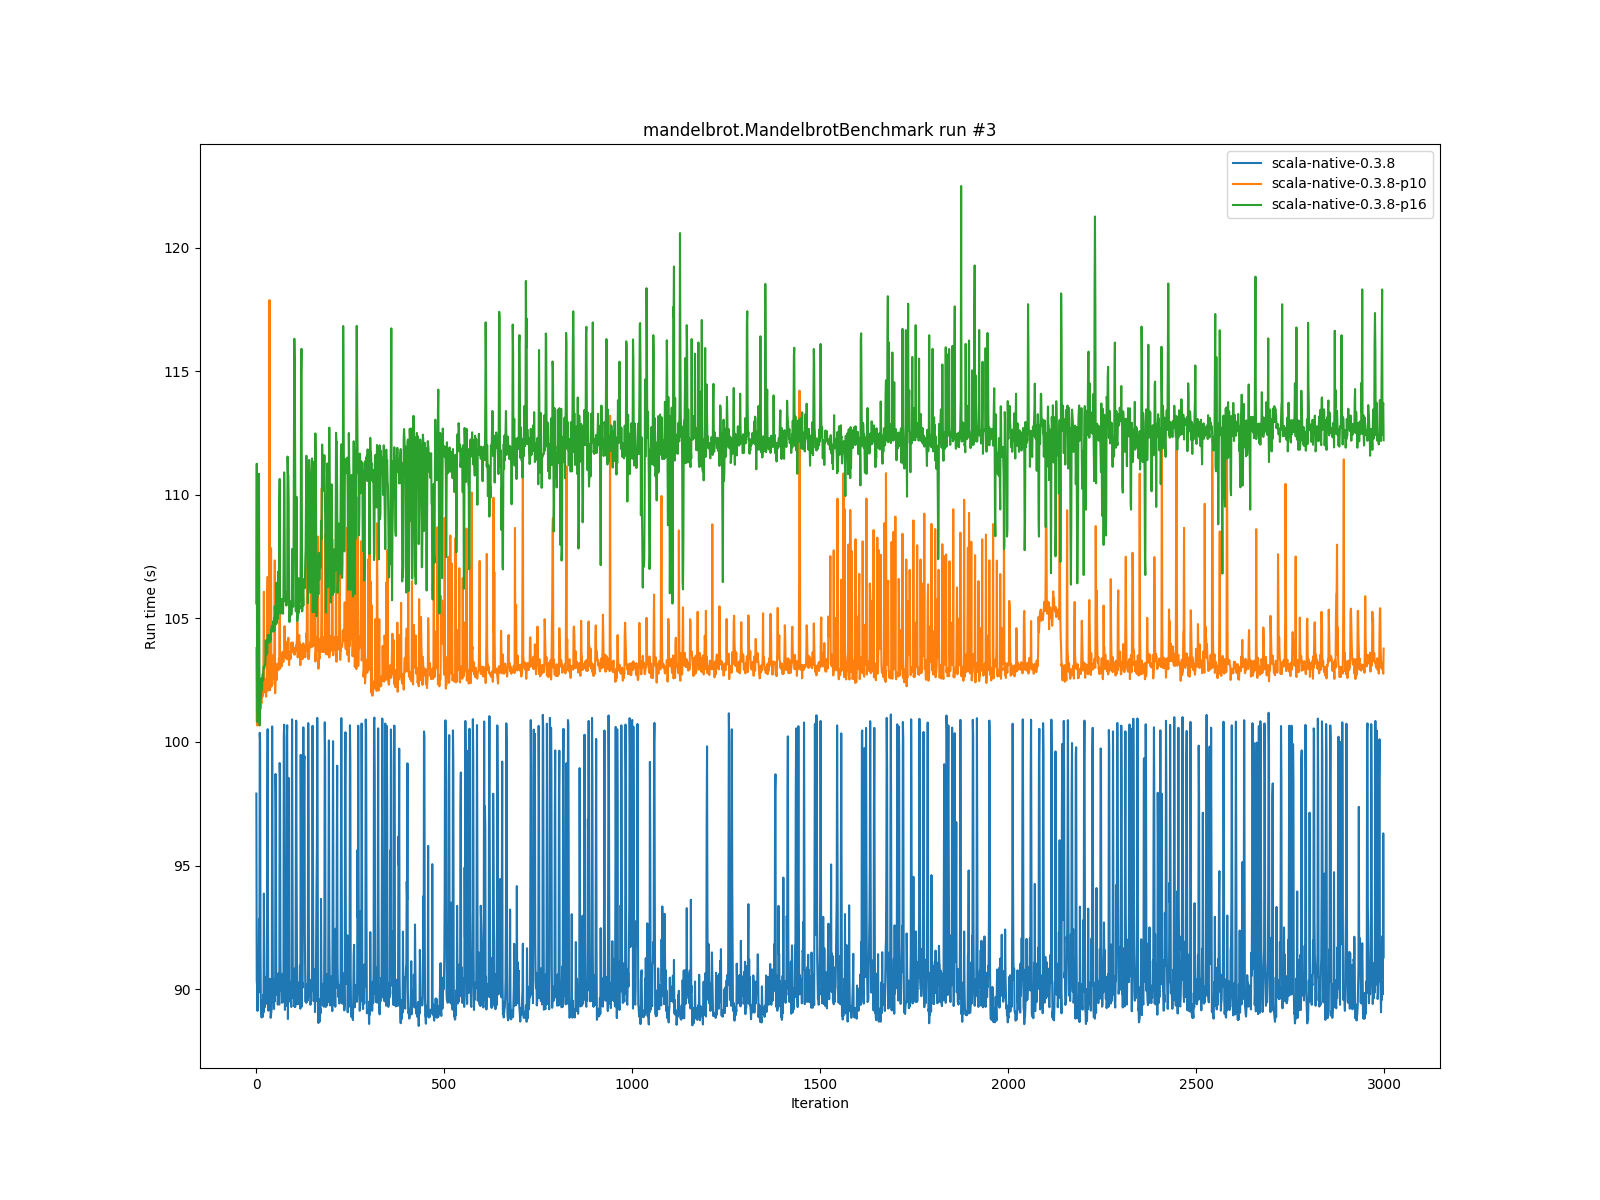 mandelbrot.MandelbrotBenchmark run #3
scala-native-0.3.8
scala-native-0.3.8-p10
scala-native-0.3.8-p16
Run time (s)
120
115
110
105
100
95
90
0 500 1000 1500 2000 2500 3000
Iteration